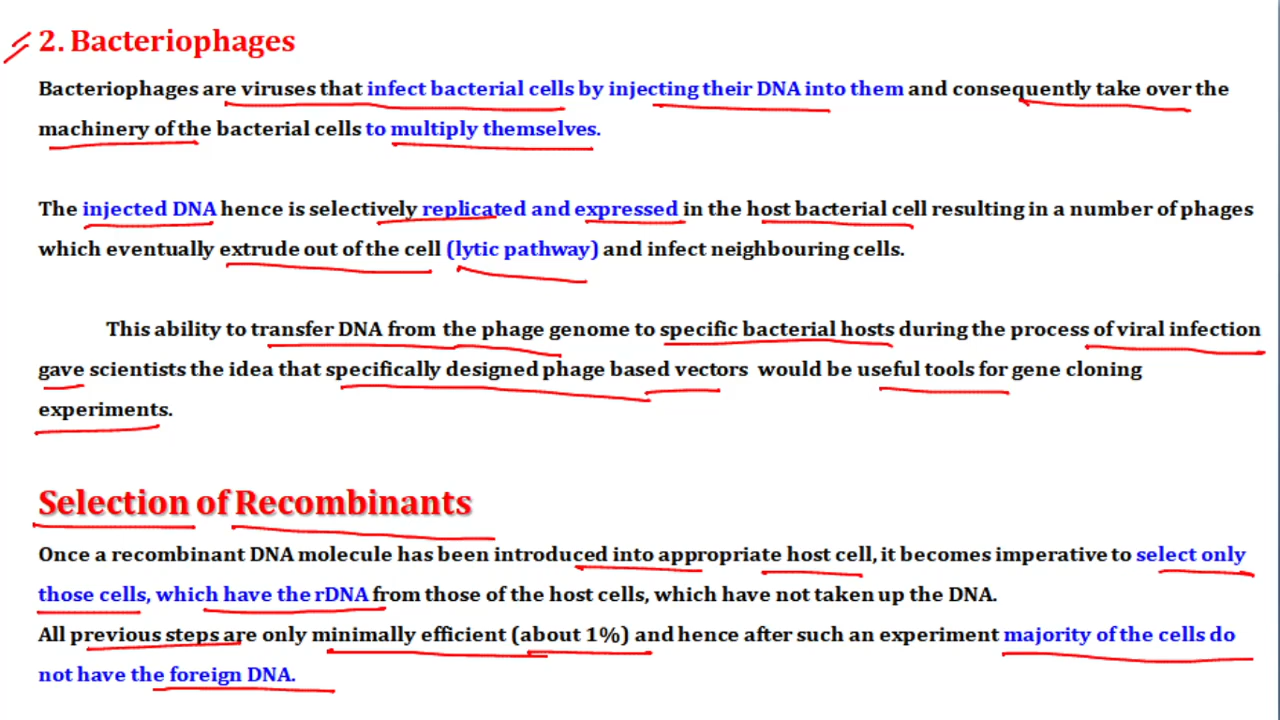 2. Bacteriophages
Bacteriophages are viruses that infect bacterial cells by injecting their DNA into them and consequently take over the
machinery of the bacterial cells to multiply themselves.
The injected DNA hence is selectively replicated and expressed in the host bacterial cell resulting in a number of phages
which eventually extrude out of the cell (lytic pathway) and infect neighbouring cells.
This ability to transfer DNA from the phage genome to specific bacterial hosts during the process of viral infection
gave scientists the idea that specifically designed phage based vectors would be useful tools for gene cloning
experiments.
Selection of Recombinants
Once a recombinant DNA molecule has been introduced into appropriate host cell, it becomes imperative to select only
those cells, which have the rDNA from those of the host cells, which have not taken up the DNA.
All previous steps are only minimally efficient (about 1%) and hence after such an experiment majority of the cells do
not have the foreign DNA.